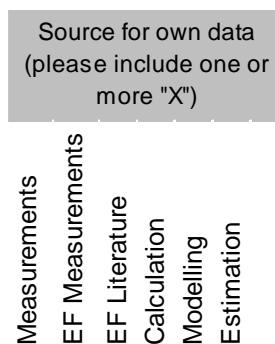 Source for own data
(please include one or
more "X")
Measurements
EF Measurements
EF Literature
Calculation
Modelling
Estimation